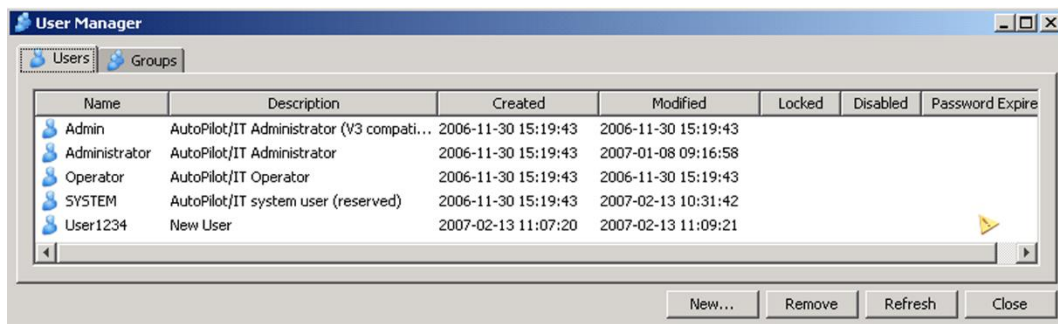 User Manager
Users Groups
Name Description Created Modified Locked Disabled Password Expire
Admin AutoPilot/IT Administrator (V3 compati... 2006-11-30 15:19:43 2006-11-30 15:19:43
Administrator AutoPilot/IT Administrator 2006-11-30 15:19:43 2007-01-08 09:16:58
Operator AutoPilot/IT Operator 2006-11-30 15:19:43 2006-11-30 15:19:43
SYSTEM AutoPilot/IT system user (reserved) 2006-11-30 15:19:43 2007-02-13 10:31:42
User1234 New User 2007-02-13 11:07:20 2007-02-13 11:09:21
New... Remove Refresh Close